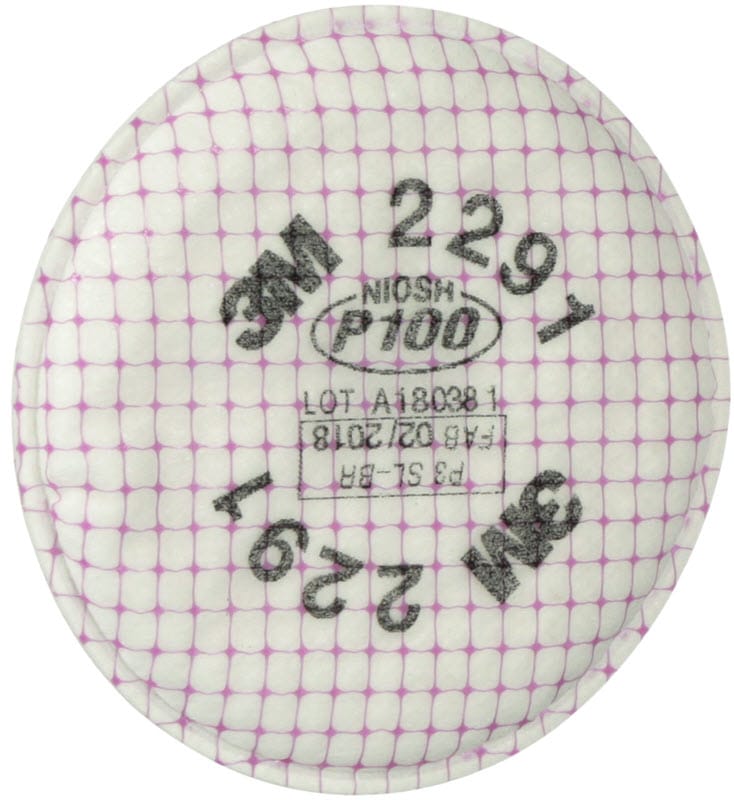 3M 2291
NIOSH
P100
LOT A180381
FAB 02/2018
P3 SL-BR
3M 2291